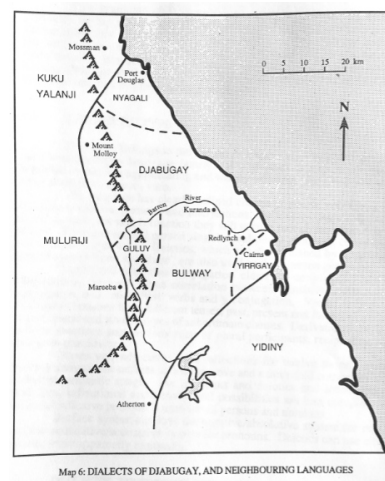 Mossman
KUKU
YALANJI
Port
Douglas
NYAGALI
0 5 10 15 20 km
N
Mount
Molloy
DJABUGAY
Barron River
Kuranda
MULURIJI
GULUY
Redlynch
Cairns
YIRRGAY
BULWAY
Mareeba
YIDINY
Atherton
Map 6: DIALECTS OF DJABUGAY, AND NEIGHBOURING LANGUAGES